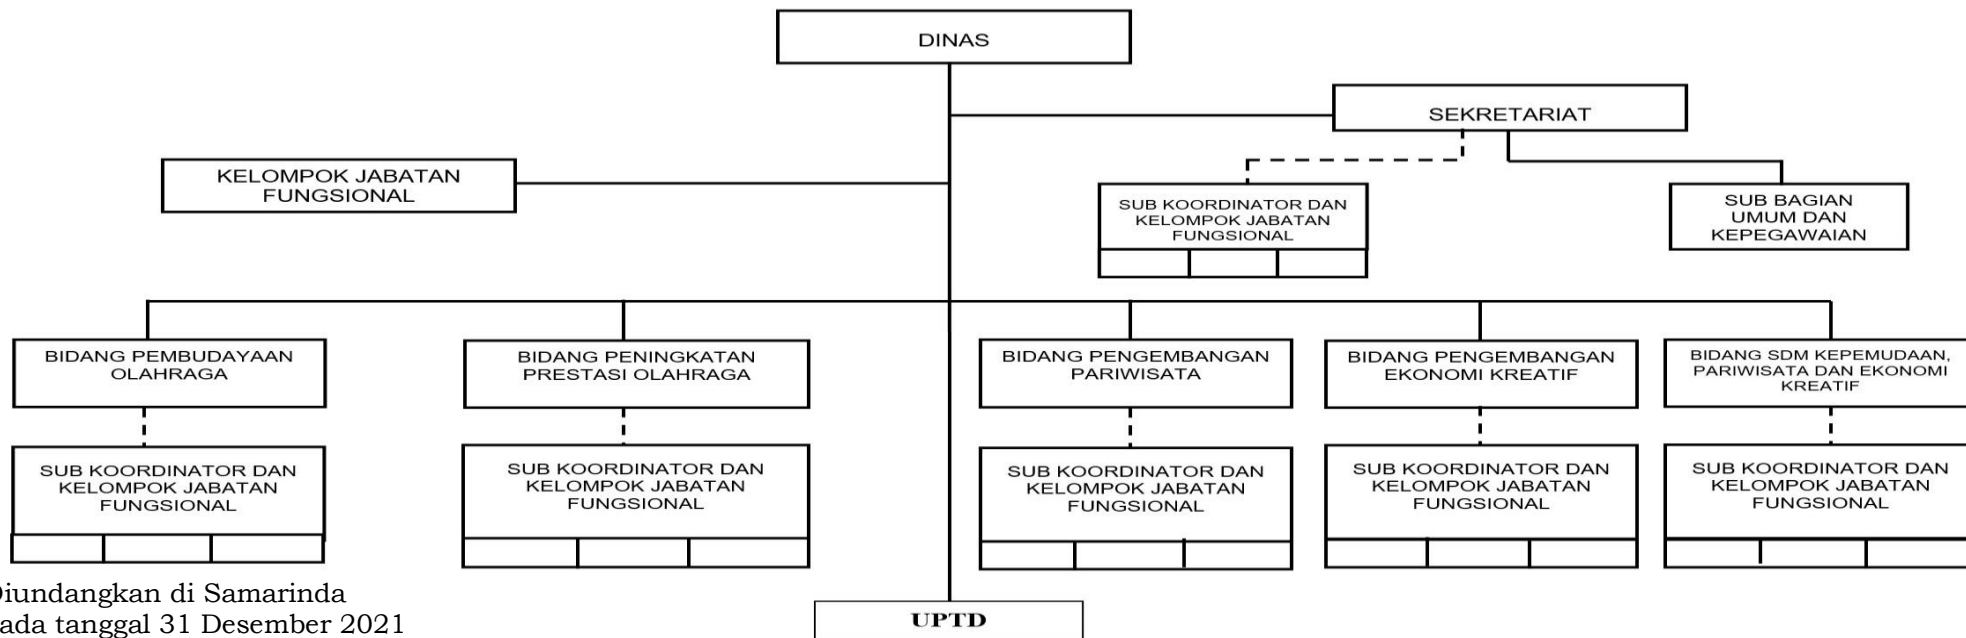 DINAS
SEKRETARIAT
KELOMPOK JABATAN
FUNGSIONAL
SUB KOORDINATOR DAN
KELOMPOK JABATAN
FUNGSIONAL
SUB BAGIAN
UMUM DAN
KEPEGAWAIAN
BIDANG PEMBUDAYAAN
OLAHRAGA
BIDANG PENINGKATAN
PRESTASI OLAHRAGA
BIDANG PENGEMBANGAN
PARIWISATA
BIDANG PENGEMBANGAN
EKONOMI KREATIF
BIDANG SDM KEPEMUDAAN,
PARIWISATA DAN EKONOMI
KREATIF
SUB KOORDINATOR DAN
KELOMPOK JABATAN
FUNGSIONAL
SUB KOORDINATOR DAN
KELOMPOK JABATAN
FUNGSIONAL
SUB KOORDINATOR DAN
KELOMPOK JABATAN
FUNGSIONAL
SUB KOORDINATOR DAN
KELOMPOK JABATAN
FUNGSIONAL
SUB KOORDINATOR DAN
KELOMPOK JABATAN
FUNGSIONAL
Diundangkan di Samarinda
ada tanggal 31 Desember 2021
UPTD